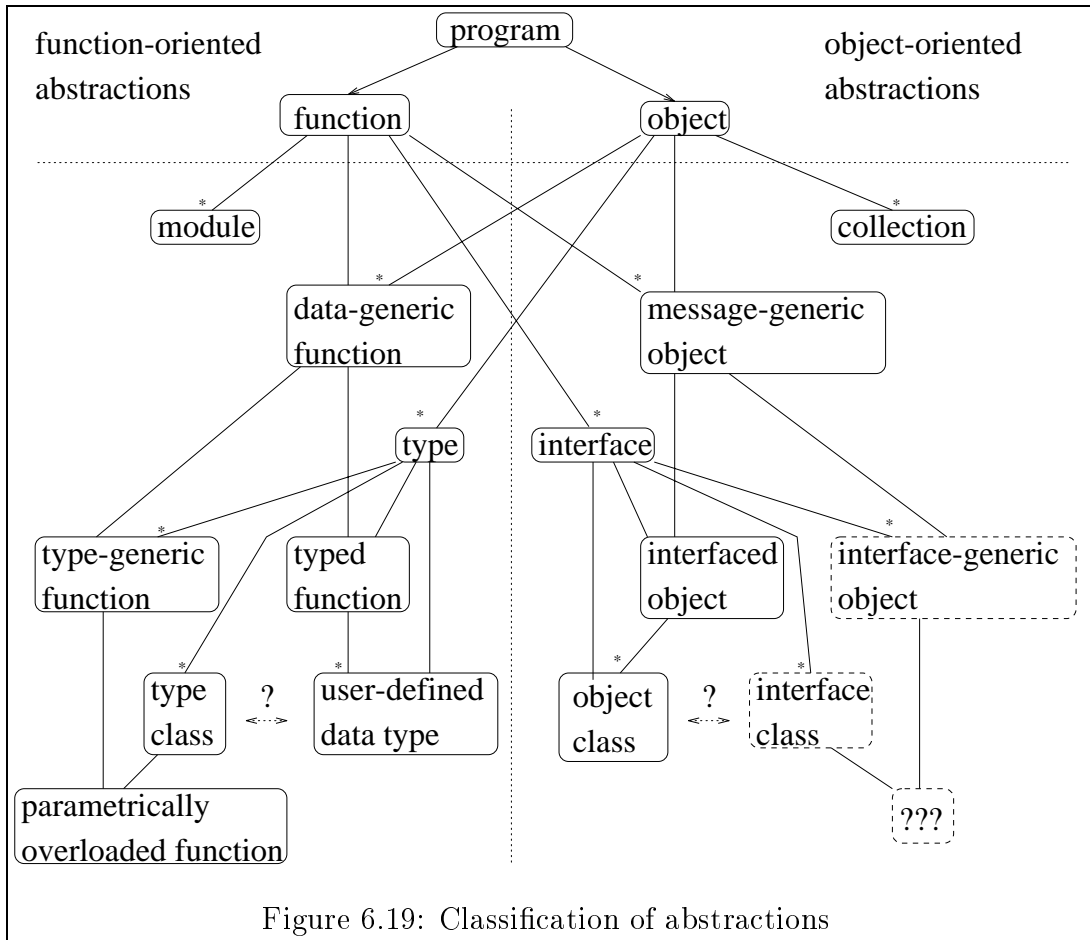 program
function-oriented
abstractions
object-oriented
abstractions
function
object
*
module
*
collection
*
data-generic
function
*
message-generic
object
*
type
*
interface
*
type-generic
function
typed
function
interfaced
object
*
interface-generic
object
*
type
class
?
*
user-defined
data type
*
object
class
?
*
interface
class
parametrically
overloaded function
???
Figure 6.19: Classification of abstractions